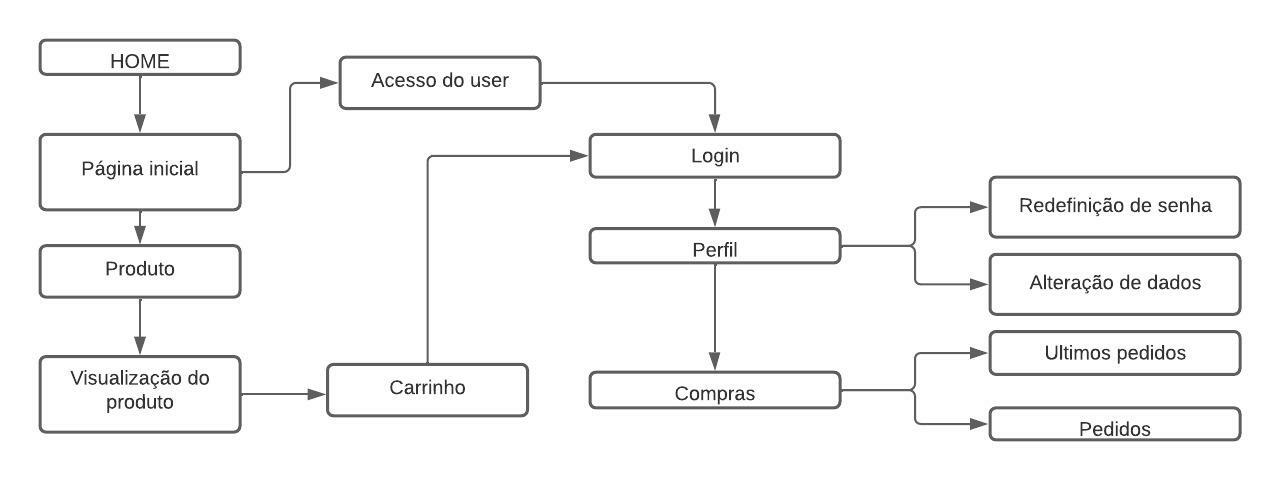 HOME
Página inicial
Produto
Visualização do
produto
Acesso do user
Carrinho
Login
Perfil
Compras
Redefinição de senha
Alteração de dados
Ultimos pedidos
Pedidos